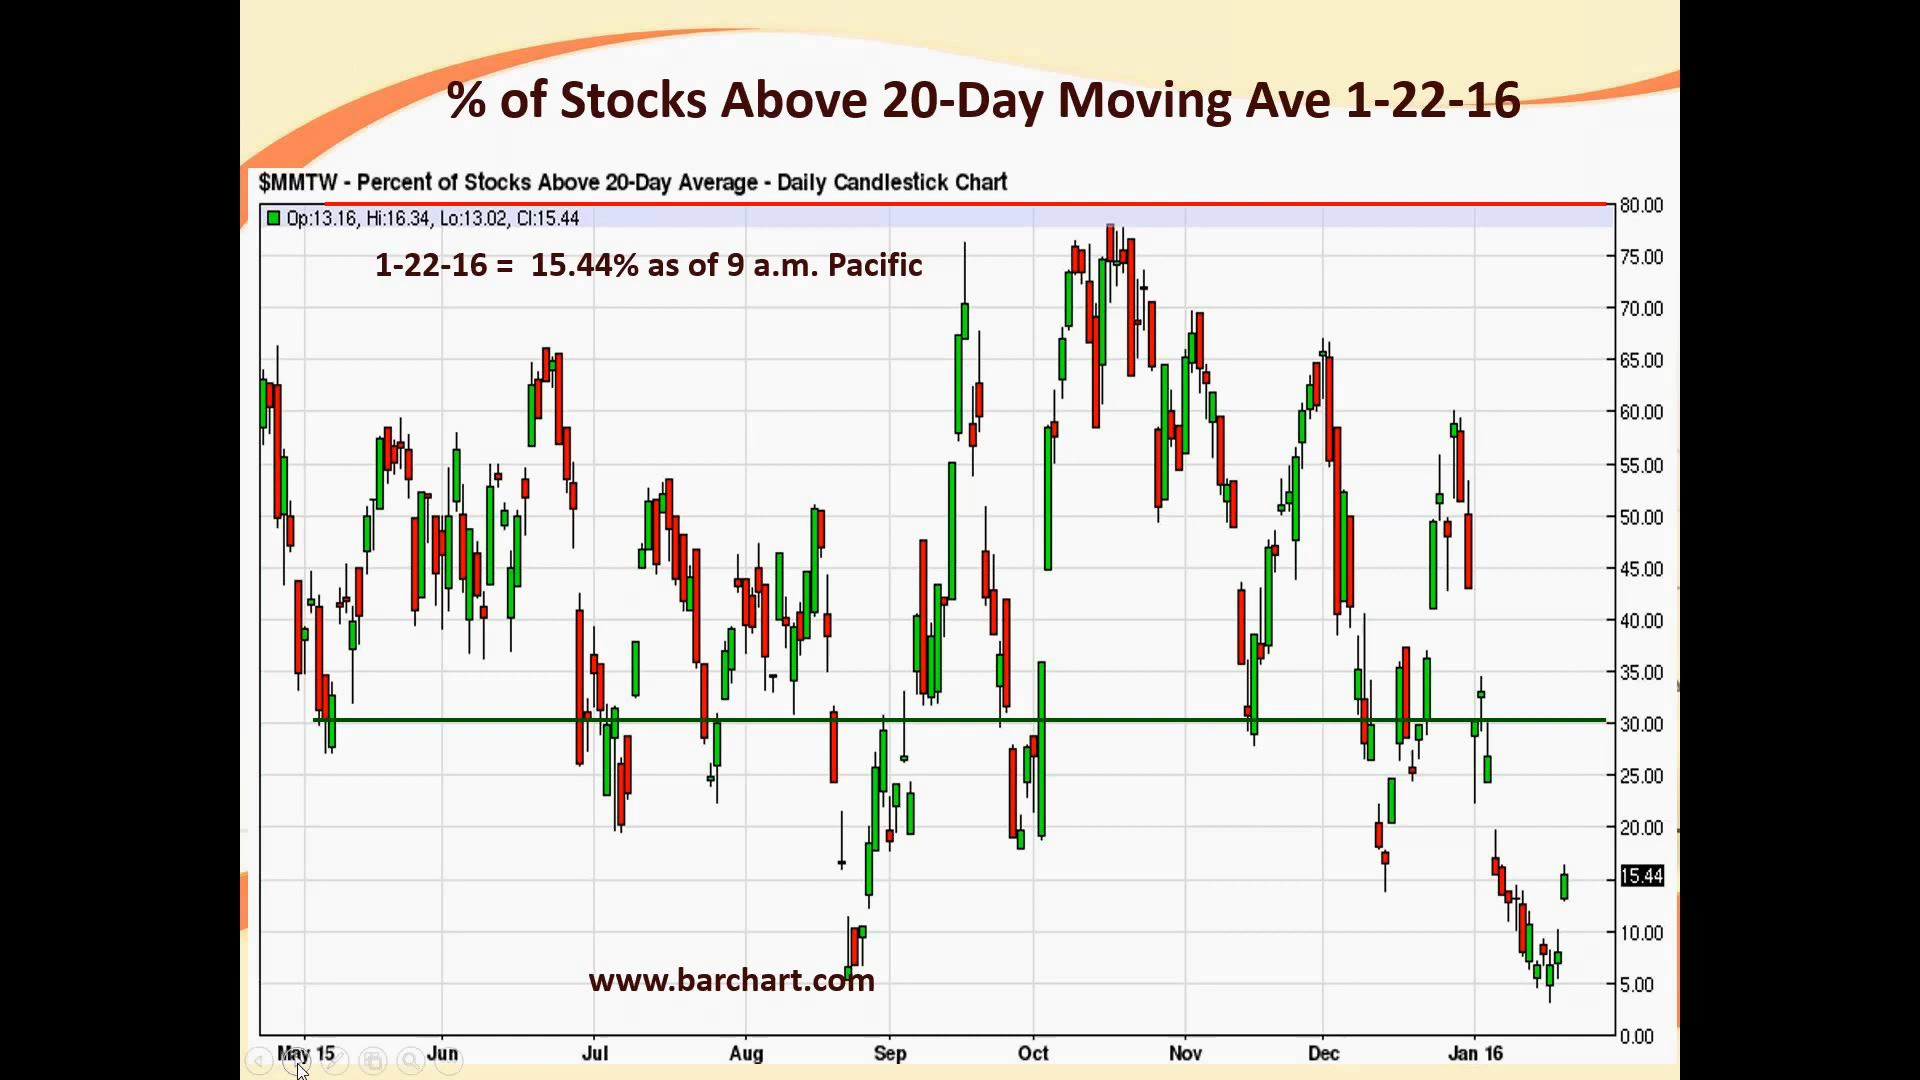 % of Stocks Above 20-Day Moving Ave 1-22-16
$MMTW - Percent of Stocks Above 20-Day Average - Daily Candlestick Chart
Op:13.16, Hi:16.34, Lo:13.02, Cl:15.44
1-22-16 = 15.44% as of 9 a.m. Pacific
80.00
75.00
70.00
65.00
60.00
55.00
50.00
45.00
40.00
35.00
30.00
25.00
20.00
15.44
10.00
5.00
0.00
www.barchart.com
May 15 Jun Jul Aug Sep Oct Nov Dec Jan 16